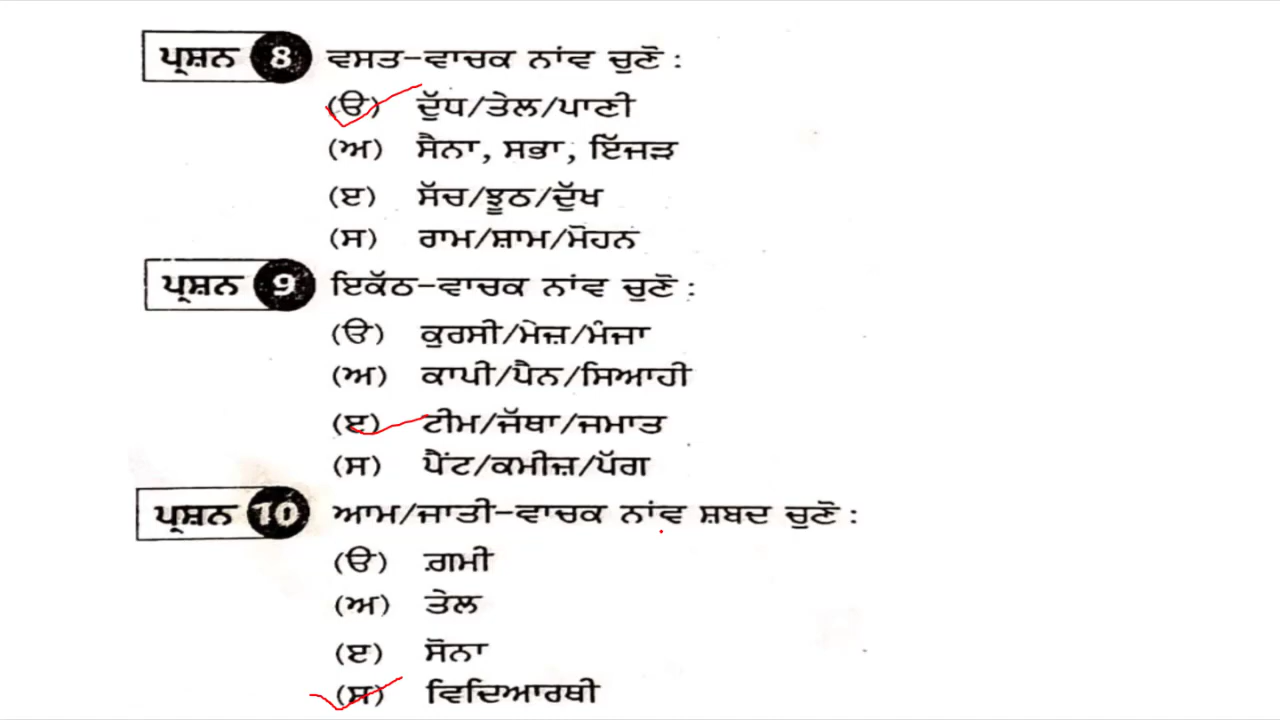 ਪ੍ਰਸ਼ਨ 8 ਵਸਤ-ਵਾਚਕ ਨਾਂਵ ਚੁਣੋ :
(ੳ) ਦੁੱਧ/ਤੇਲ/ਪਾਣੀ
(ਅ) ਸੈਨਾ, ਸਭਾ, ਇੱਜੜ
(ੲ) ਸੱਚ/ਝੂਠ/ਦੁੱਖ
(ਸ) ਰਾਮ/ਸ਼ਾਮ/ਮੋਹਨ
ਪ੍ਰਸ਼ਨ 9 ਇਕੱਠ-ਵਾਚਕ ਨਾਂਵ ਚੁਣੋ :
(ੳ) ਕੁਰਸੀ/ਮੇਜ਼/ਮੰਜਾ
(ਅ) ਕਾਪੀ/ਪੈਨ/ਸਿਆਹੀ
(ੲ) ਟੀਮ/ਜੱਥਾ/ਜਮਾਤ
(ਸ) ਪੈਂਟ/ਕਮੀਜ਼/ਪੱਗ
ਪ੍ਰਸ਼ਨ 10 ਆਮ/ਜਾਤੀ-ਵਾਚਕ ਨਾਂਵ ਸ਼ਬਦ ਚੁਣੋ :
(ੳ) ਗ਼ਮੀ
(ਅ) ਤੇਲ
(ੲ) ਸੋਨਾ
(ਸ) ਵਿਦਿਆਰਥੀ